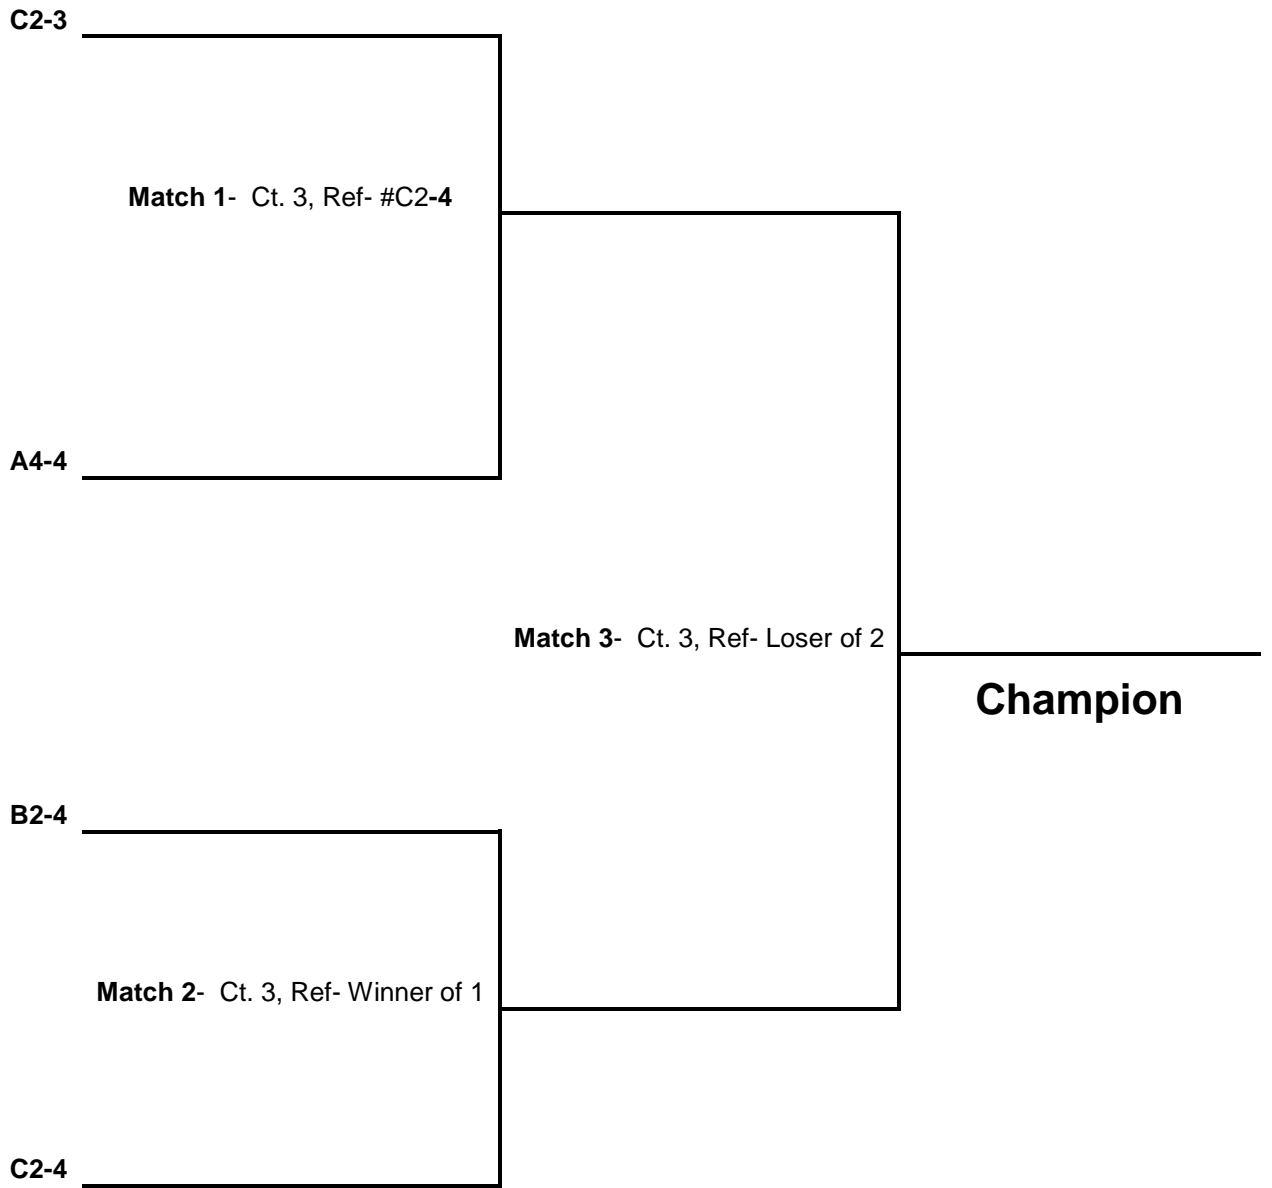 C2-3
Match 1-  Ct. 3, Ref- #C2-4
A4-4
Match 3-  Ct. 3, Ref- Loser of 2
Champion
B2-4
Match 2-  Ct. 3, Ref- Winner of 1
C2-4